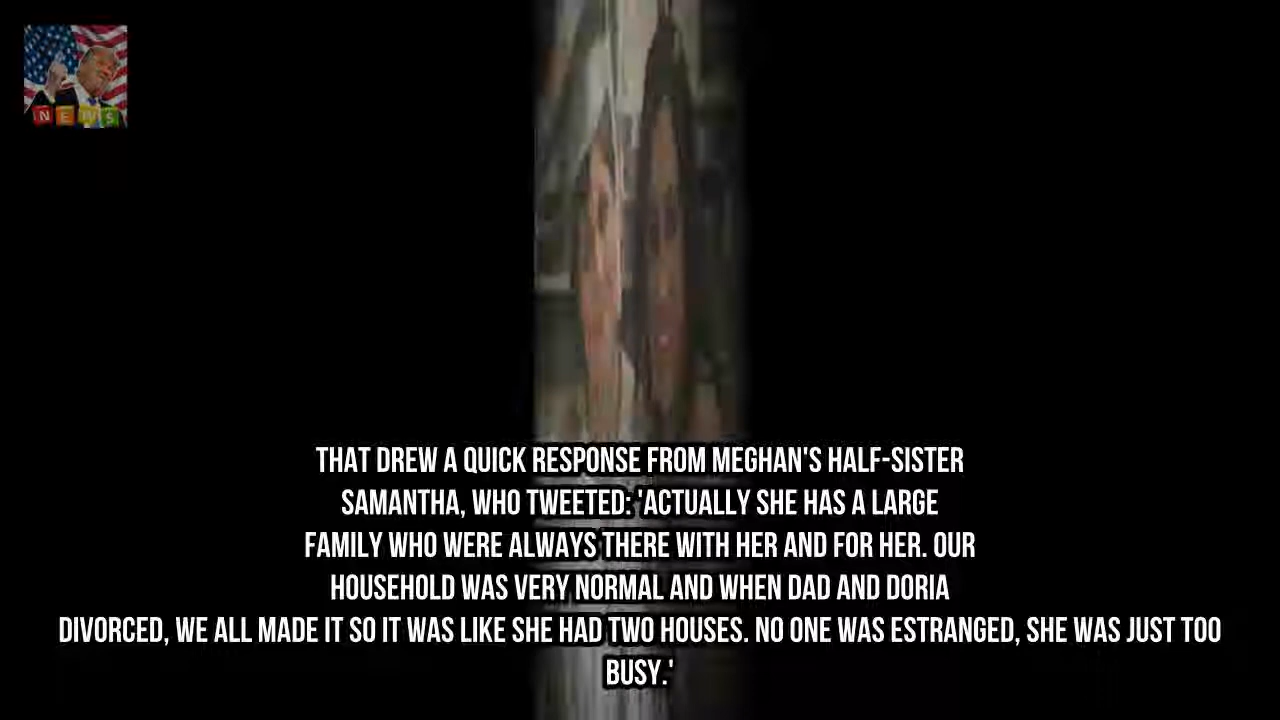 NEWS
THAT DREW A QUICK RESPONSE FROM MEGHAN'S HALF-SISTER
SAMANTHA, WHO TWEETED: 'ACTUALLY SHE HAS A LARGE
FAMILY WHO WERE ALWAYS THERE WITH HER AND FOR HER. OUR
HOUSEHOLD WAS VERY NORMAL AND WHEN DAD AND DORIA
DIVORCED, WE ALL MADE IT SO IT WAS LIKE SHE HAD TWO HOUSES. NO ONE WAS ESTRANGED, SHE WAS JUST TOO
BUSY.'